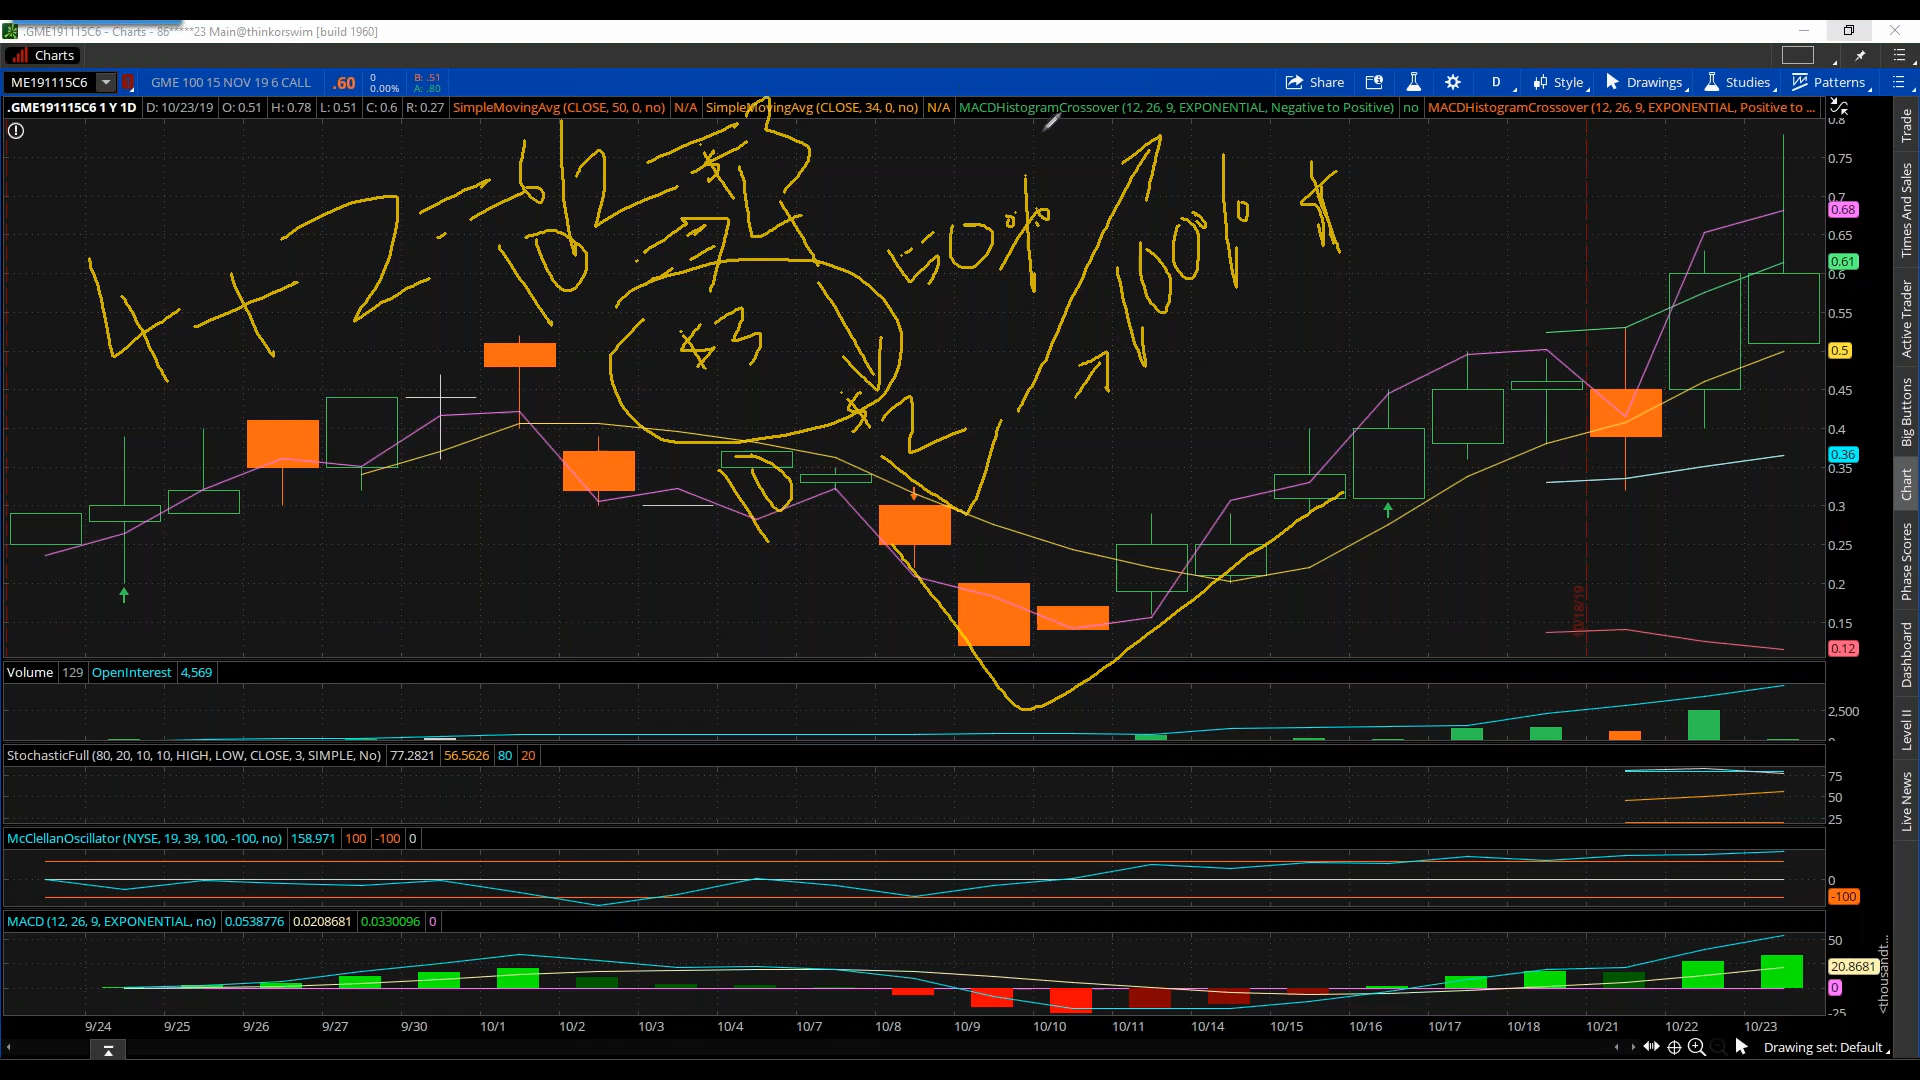 .GME191115C6 - Charts - 86*****23 Main@thinkorswim [build 1960]
Charts
ME191115C6 GME 100 15 NOV 19 6 CALL .60 0 0.00% B: .51 A: .80 Share D Style Drawings Studies Patterns
.GME191115C6 1 Y 1D D: 10/23/19 O: 0.51 H: 0.78 L: 0.51 C: 0.6 R: 0.27 SimpleMovingAvg (CLOSE, 50, 0, no) N/A SimpleMovingAvg (CLOSE, 34, 0, no) N/A MACDHistogramCrossover (12, 26, 9, EXPONENTIAL, Negative to Positive) no MACDHistogramCrossover (12, 26, 9, EXPONENTIAL, Positive to ...
4 + 2 = 6
10
50%
100%
3
2
10
0.8
0.75
0.7
0.68
0.65
0.61
0.6
0.55
0.5
0.45
0.4
0.36
0.35
0.3
0.25
0.2
0.15
0.12
10/18/19
Volume 129 OpenInterest 4,569
2,500
0
StochasticFull (80, 20, 10, 10, HIGH, LOW, CLOSE, 3, SIMPLE, No) 77.2821 56.5626 80 20
75
50
25
McClellanOscillator (NYSE, 19, 39, 100, -100, no) 158.971 100 -100 0
0
-100
MACD (12, 26, 9, EXPONENTIAL, no) 0.0538776 0.0208681 0.0330096 0
50
20.8681
0
-25
<thousandt...
9/24 9/25 9/26 9/27 9/30 10/1 10/2 10/3 10/4 10/7 10/8 10/9 10/10 10/11 10/14 10/15 10/16 10/17 10/18 10/21 10/22 10/23
Drawing set: Default
Trade
Times And Sales
Active Trader
Big Buttons
Chart
Phase Scores
Dashboard
Level II
Live News